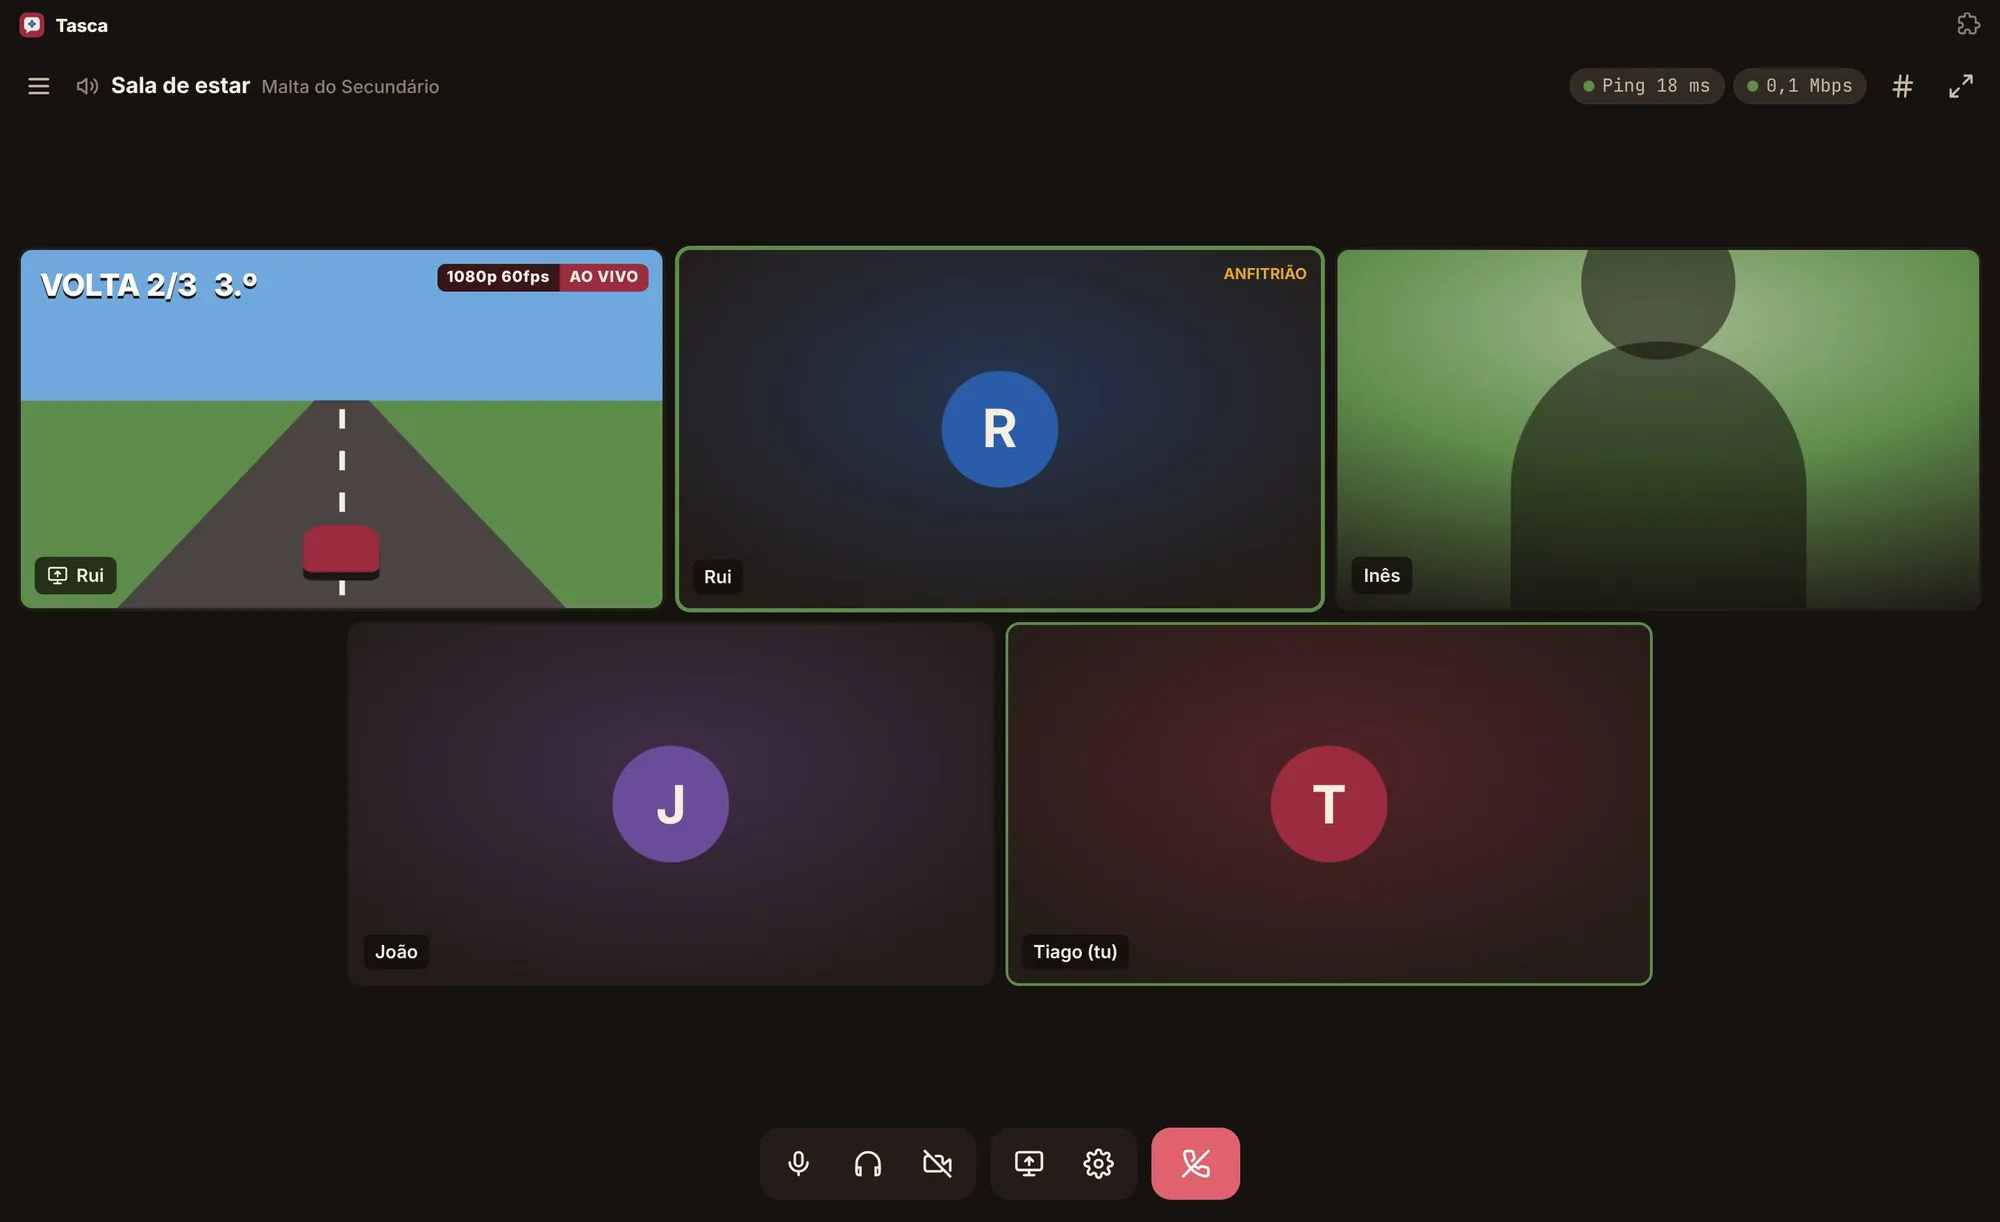 Tasca
Sala de estar Malta do Secundário
Ping 18 ms
0,1 Mbps
VOLTA 2/3 3.º
1080p 60fps AO VIVO
Rui
ANFITRIÃO
R
Rui
Inês
J
João
T
Tiago (tu)